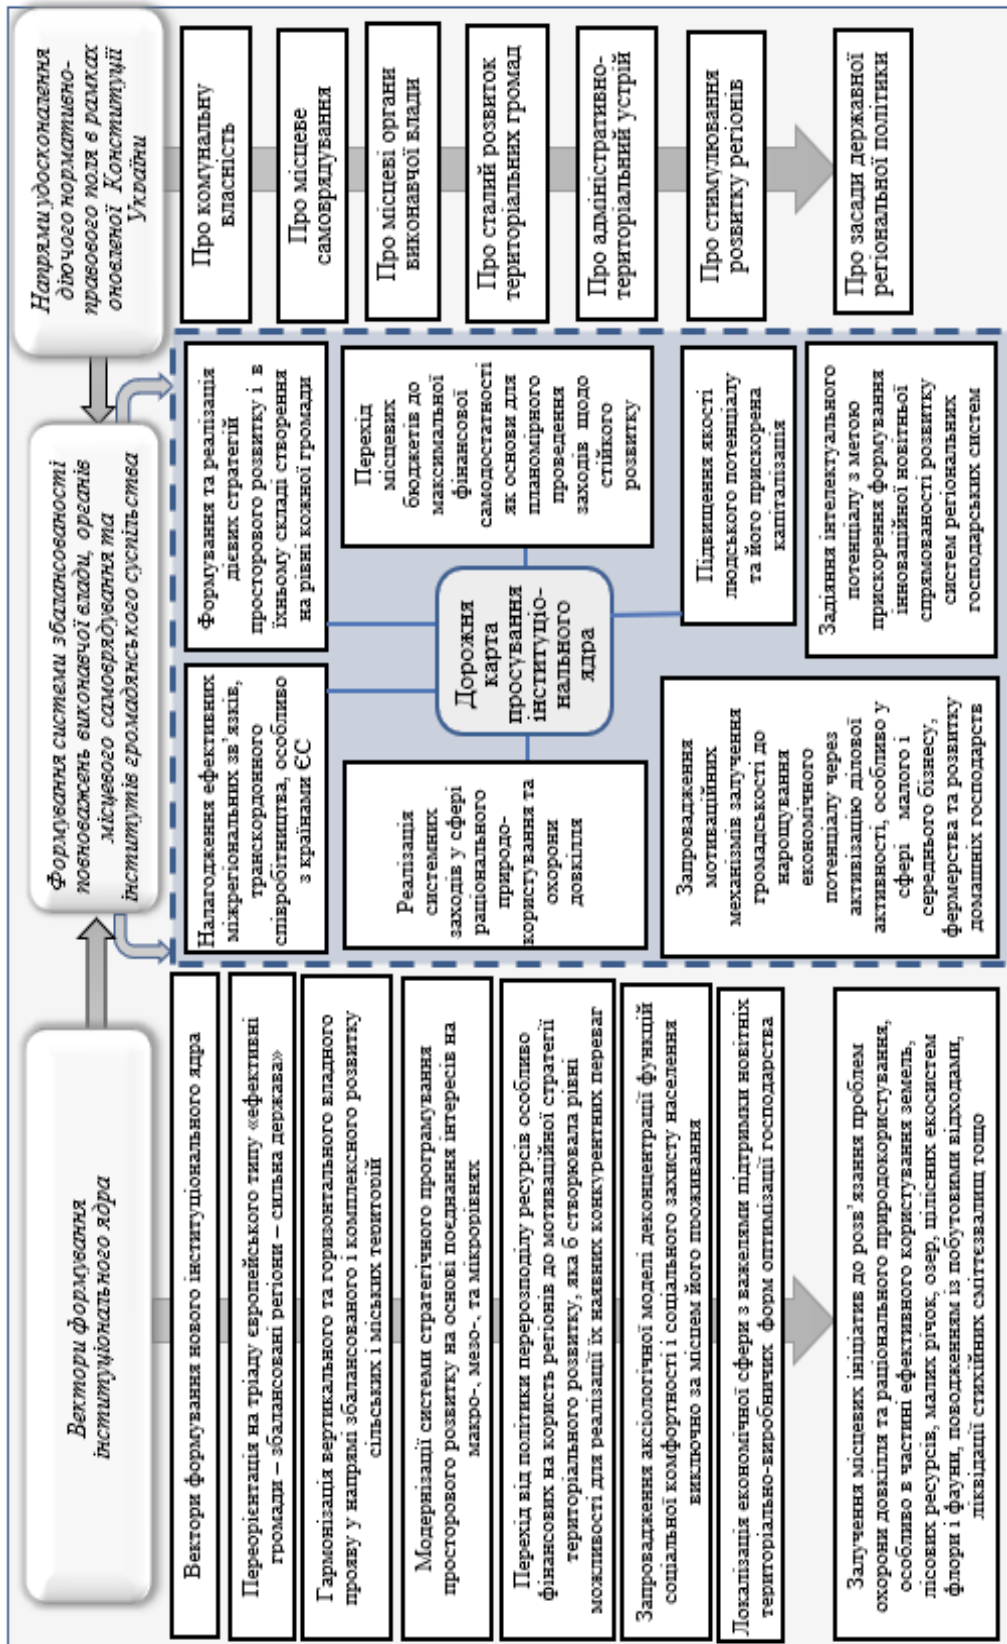 Вектори формування
інституціонального ядра
Формування системи збалансованості
повноважень виконавчої влади, органів
місцевого самоврядування та
інститутів громадянського суспільства
Напрями удосконалення
діючого нормативно-
правового поля в рамках
оновленої Конституції
України
Вектори формування нового інституціонального ядра
Переорієнтація на тріаду європейського типу «ефективні
громади – збалансовані регіони – сильна держава»
Гармонізація вертикального та горизонтального владного
прояву у напрямі збалансованого і комплексного розвитку
сільських і міських територій
Модернізації системи стратегічного програмування
просторового розвитку на основі поєднання інтересів на
макро-, мезо-, та мікрорівнях
Перехід від політики перерозподілу ресурсів особливо
фінансових на користь регіонів до мотиваційної стратегії
територіального розвитку, яка б створювала рівні
можливості для реалізації їх наявних конкурентних переваг
Запровадження аксіологічної моделі деконцентрації функцій
соціальної комфортності і соціального захисту населення
виключно за місцем його проживання
Локалізація економічної сфери з важелями підтримки новітніх
територіально-виробничих форм оптимізації господарства
Залучення місцевих ініціатив до розв’язання проблем
охорони довкілля та раціонального природокористування,
особливо в частині ефективного користування земель,
лісових ресурсів, малих річок, озер, цілісних екосистем
флори і фауни, поводженням із побутовими відходами,
ліквідації стихійних сміттєзвалищ тощо
Налагодження ефективних
міжрегіональних зв’язків,
транскордонного
співробітництва, особливо
з країнами ЄС
Формування та реалізація
дієвих стратегій
просторового розвитку і в
їхньому складі створення
на рівні кожної громади
Реалізація
системних
заходів у сфері
раціонального
природо-
користування та
охорони
довкілля
Дорожня
карта
просування
інституціо-
нального
ядра
Перехід
місцевих
бюджетів до
максимальної
фінансової
самодостатності
як основи для
планомірного
проведення
заходів щодо
стійкого
розвитку
Запровадження
мотиваційних
механізмів залучення
громадськості до
нарощування
економічного
потенціалу через
активізацію ділової
активності, особливо у
сфері малого і
середнього бізнесу,
фермерства та розвитку
домашніх господарств
Підвищення якості
людського потенціалу
та його прискорена
капіталізація
Задіяння інтелектуального
потенціалу з метою
прискорення формування
інноваційної новітньої
спрямованості розвитку
систем регіональних
господарських систем
Про комунальну
власність
Про місцеве
самоврядування
Про місцеві органи
виконавчої влади
Про сталий розвиток
територіальних громад
Про адміністративно-
територіальний устрій
Про стимулювання
розвитку регіонів
Про засади державної
регіональної політики